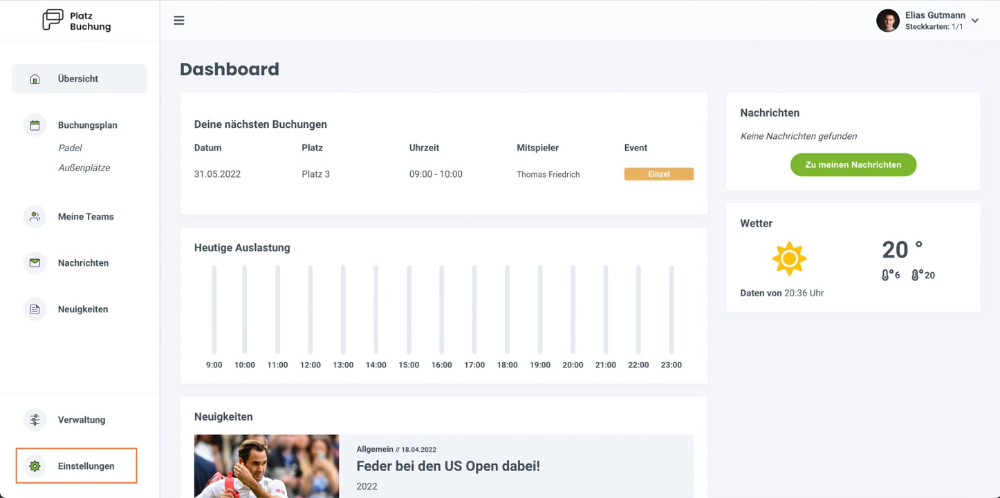 Platz
Buchung
Elias Gutmann
Steckkarten: 1/1
Übersicht
Buchungsplan
Padel
Außenplätze
Meine Teams
Nachrichten
Neuigkeiten
Verwaltung
Einstellungen
Dashboard
Deine nächsten Buchungen
Datum Platz Uhrzeit Mitspieler Event
31.05.2022 Platz 3 09:00 - 10:00 Thomas Friedrich Einzel
Heutige Auslastung
9:00 10:00 11:00 12:00 13:00 14:00 15:00 16:00 17:00 18:00 19:00 20:00 21:00 22:00 23:00
Neuigkeiten
Allgemein // 18.04.2022
Feder bei den US Open dabei!
2022
Nachrichten
Keine Nachrichten gefunden
Zu meinen Nachrichten
Wetter
20 °
°6 °20
Daten von 20:36 Uhr